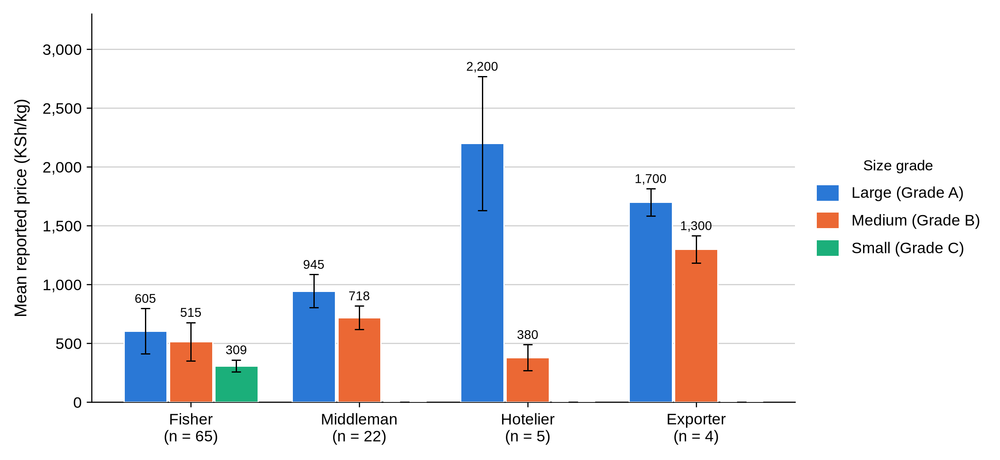 Mean reported price (KSh/kg)
3,000
2,500
2,000
1,500
1,000
500
0
605
515
309
945
718
2,200
380
1,700
1,300
Fisher
(n = 65)
Middleman
(n = 22)
Hotelier
(n = 5)
Exporter
(n = 4)
Size grade
Large (Grade A)
Medium (Grade B)
Small (Grade C)